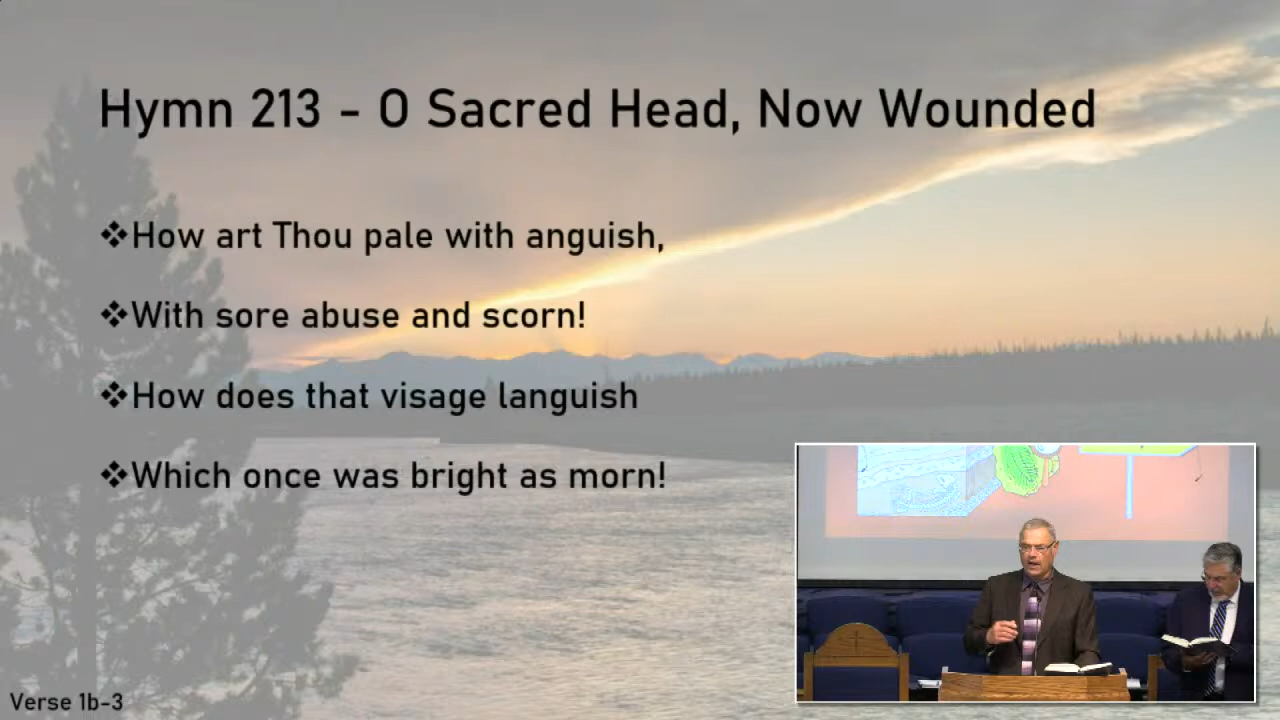 Hymn 213 - O Sacred Head, Now Wounded
❖How art Thou pale with anguish,
❖With sore abuse and scorn!
❖How does that visage languish
❖Which once was bright as morn!
Verse 1b-3